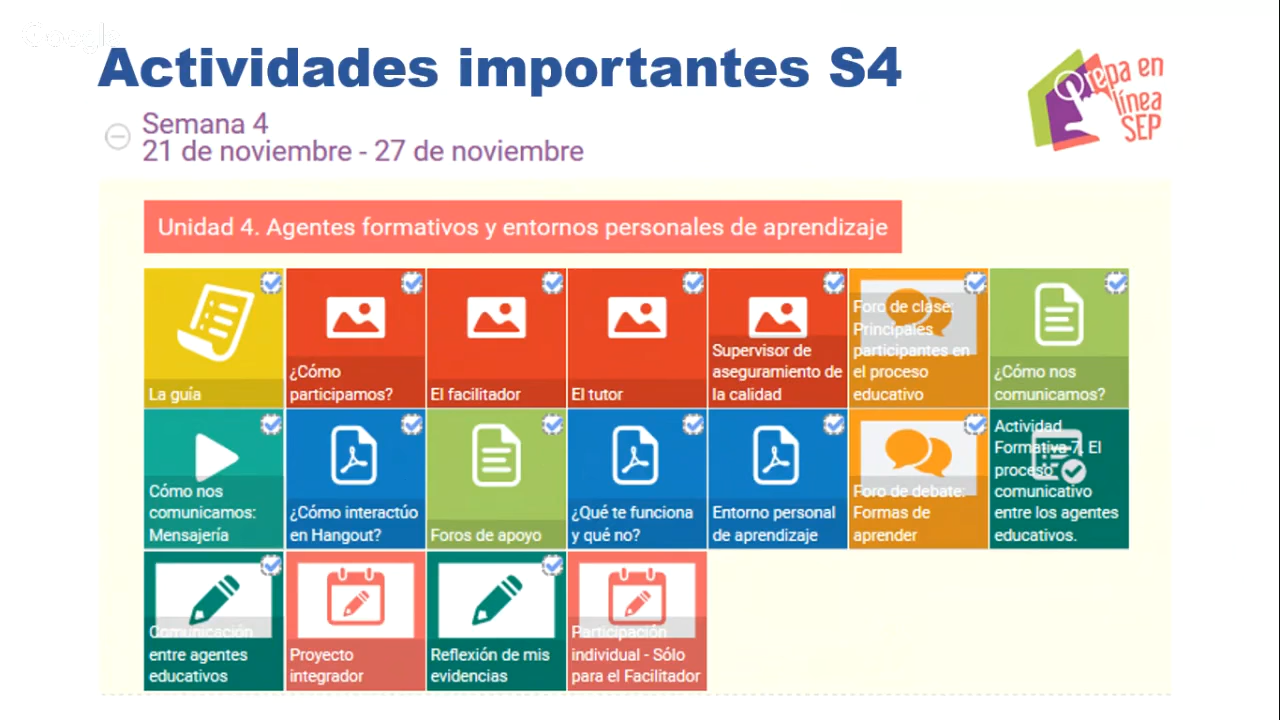 Google
Actividades importantes S4
Prepa en
línea
SEP
Semana 4
21 de noviembre - 27 de noviembre
Unidad 4. Agentes formativos y entornos personales de aprendizaje
La guía
¿Cómo
participamos?
El facilitador
El tutor
Supervisor de
aseguramiento de
la calidad
Foro de clase:
Principales
participantes en
el proceso
educativo
¿Cómo nos
comunicamos?
Cómo nos
comunicamos:
Mensajería
¿Cómo interactúo
en Hangout?
Foros de apoyo
¿Qué te funciona
y qué no?
Entorno personal
de aprendizaje
Foro de debate:
Formas de
aprender
Actividad
Formativa 7. El
proceso
comunicativo
entre los agentes
educativos.
Comunicación
entre agentes
educativos
Proyecto
integrador
Reflexión de mis
evidencias
Participación
individual - Sólo
para el Facilitador